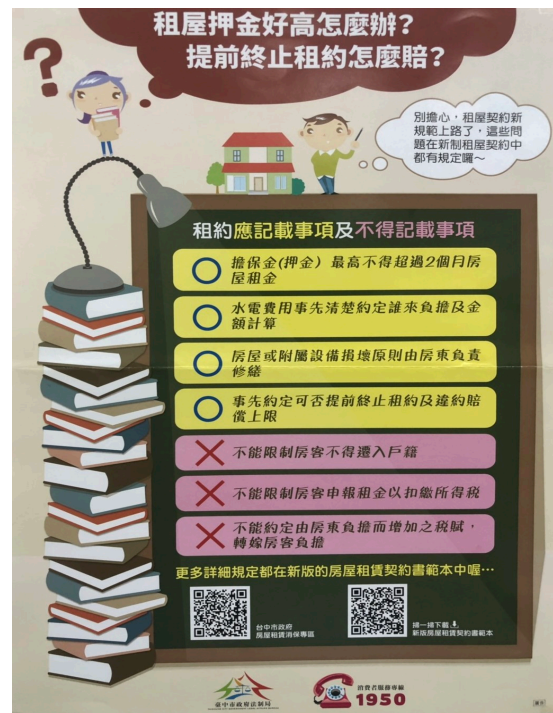 租屋押金好高怎麼辦?
提前終止租約怎麼賠?
別擔心,租屋契約新
規範上路了,這些問
題在新制租屋契約中
都有規定囉~
租約應記載事項及不得記載事項
擔保金(押金)最高不得超過2個月房
屋租金
水電費用事先清楚約定誰來負擔及金
額計算
房屋或附屬設備損壞原則由房東負責
修繕
事先約定可否提前終止租約及違約賠
償上限
不能限制房客不得遷入戶籍
不能限制房客申報租金以扣繳所得稅
不能約定由房東負擔而增加之稅賦,
轉嫁房客負擔
更多詳細規定都在新版的房屋租賃契約書範本中喔…
台中市政府
房屋租賃消保專區
掃一掃下載
新版房屋租賃契約書範本
臺中市政府法制局
消費者服務專線
1950